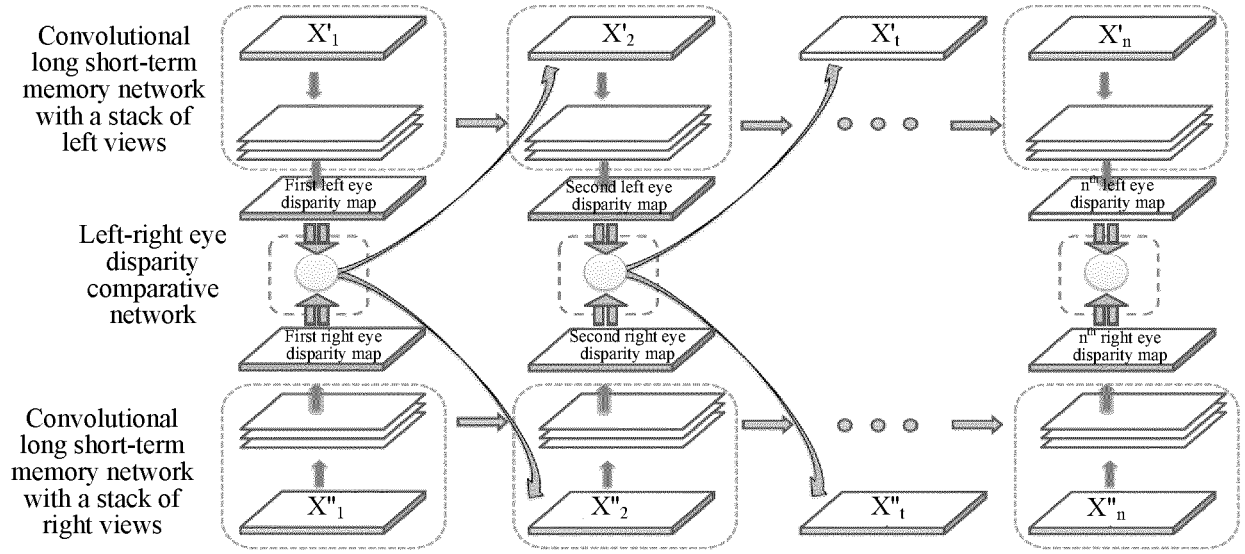 Convolutional
long short-term
memory network
with a stack of
left views
X'₁
X'₂
X'ₜ
X'ₙ
First left eye
disparity map
Second left eye
disparity map
nᵗʰ left eye
disparity map
Left-right eye
disparity
comparative
network
First right eye
disparity map
Second right eye
disparity map
nᵗʰ right eye
disparity map
Convolutional
long short-term
memory network
with a stack of
right views
X"₁
X"₂
X"ₜ
X"ₙ